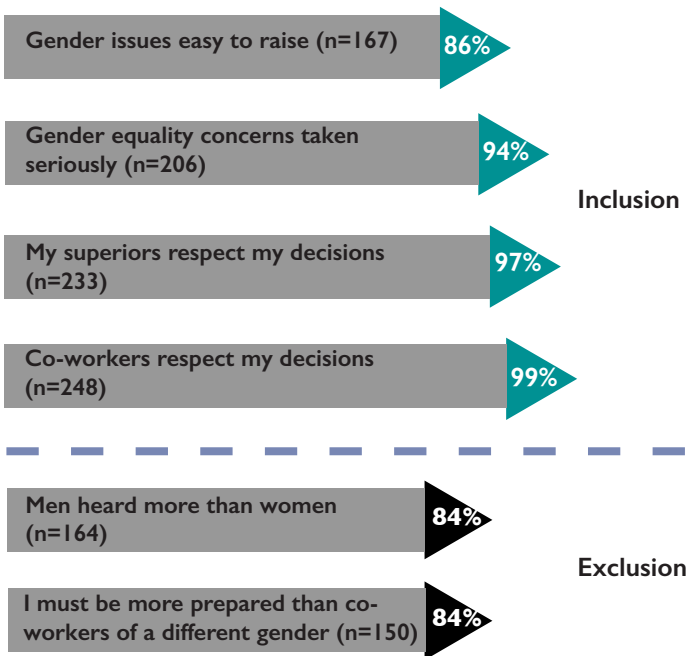 Gender issues easy to raise (n=167)
86%
Gender equality concerns taken
seriously (n=206)
94%
Inclusion
My superiors respect my decisions
(n=233)
97%
Co-workers respect my decisions
(n=248)
99%
Men heard more than women
(n=164)
84%
Exclusion
I must be more prepared than co-
workers of a different gender (n=150)
84%